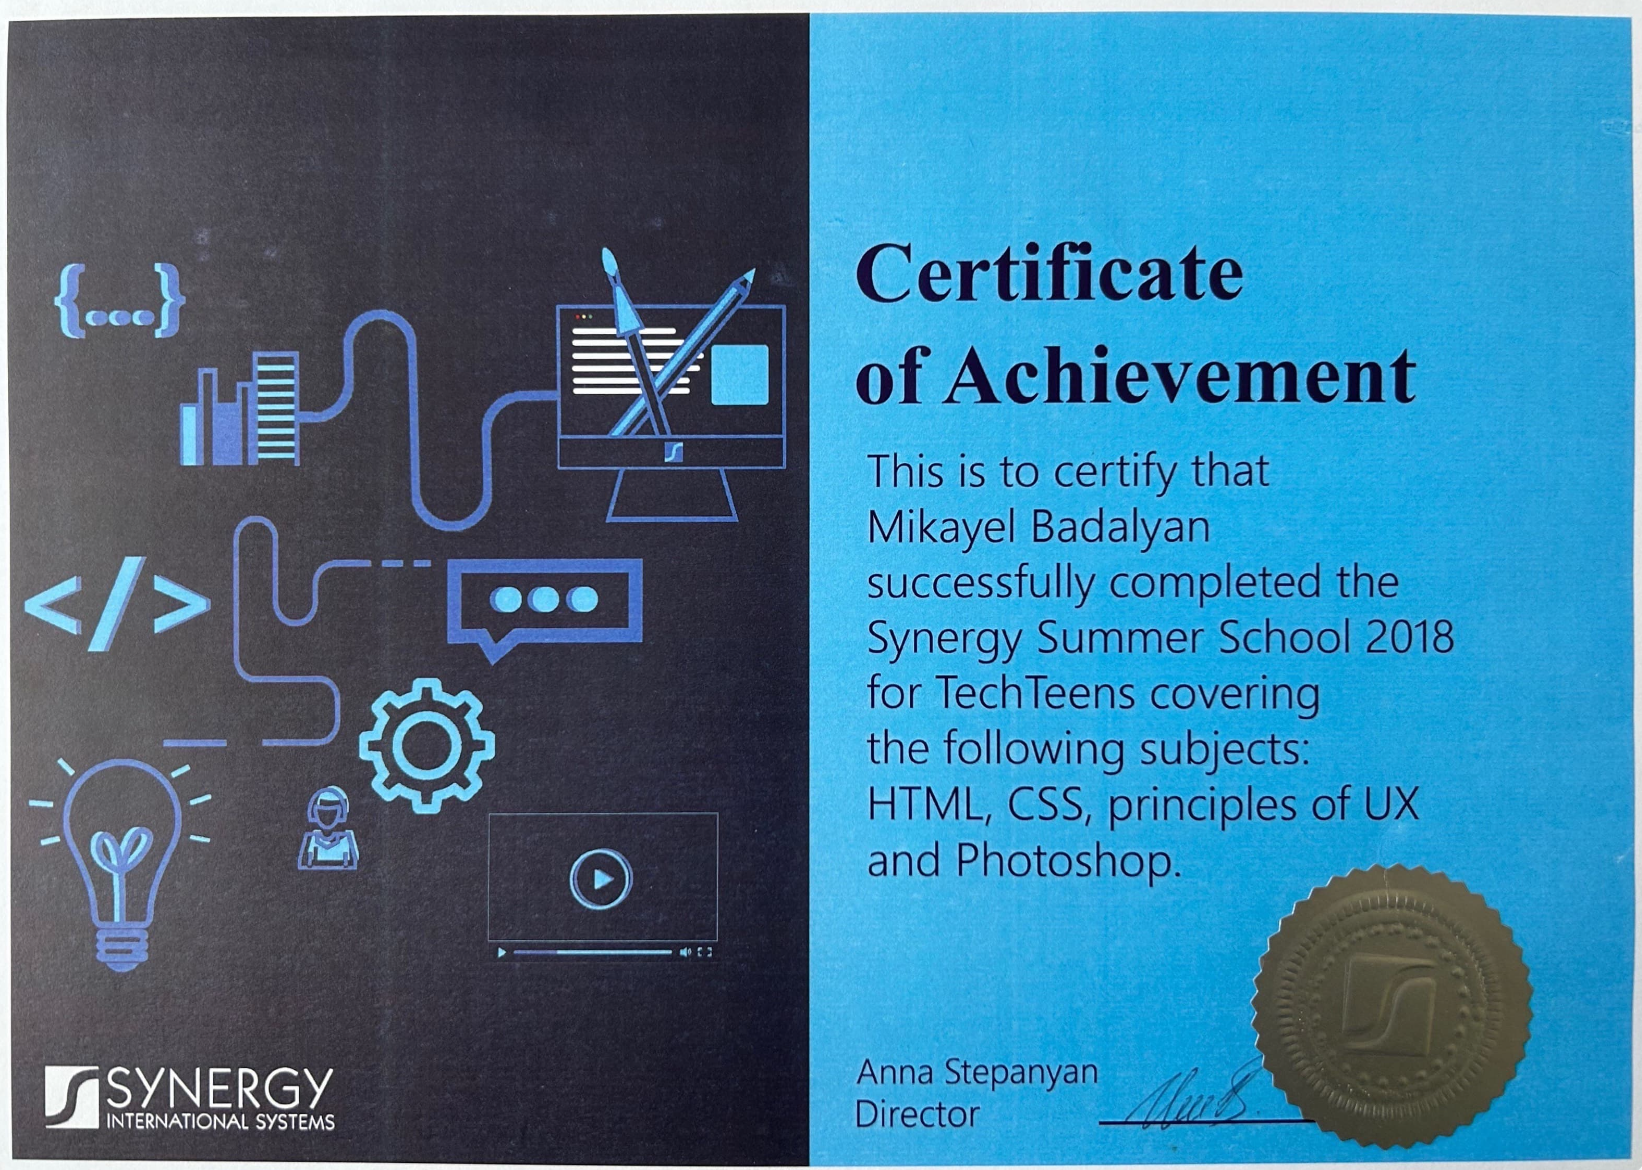 {...}
</>
SYNERGY
INTERNATIONAL SYSTEMS
Certificate
of Achievement
This is to certify that
Mikayel Badalyan
successfully completed the
Synergy Summer School 2018
for TechTeens covering
the following subjects:
HTML, CSS, principles of UX
and Photoshop.
Anna Stepanyan
Director